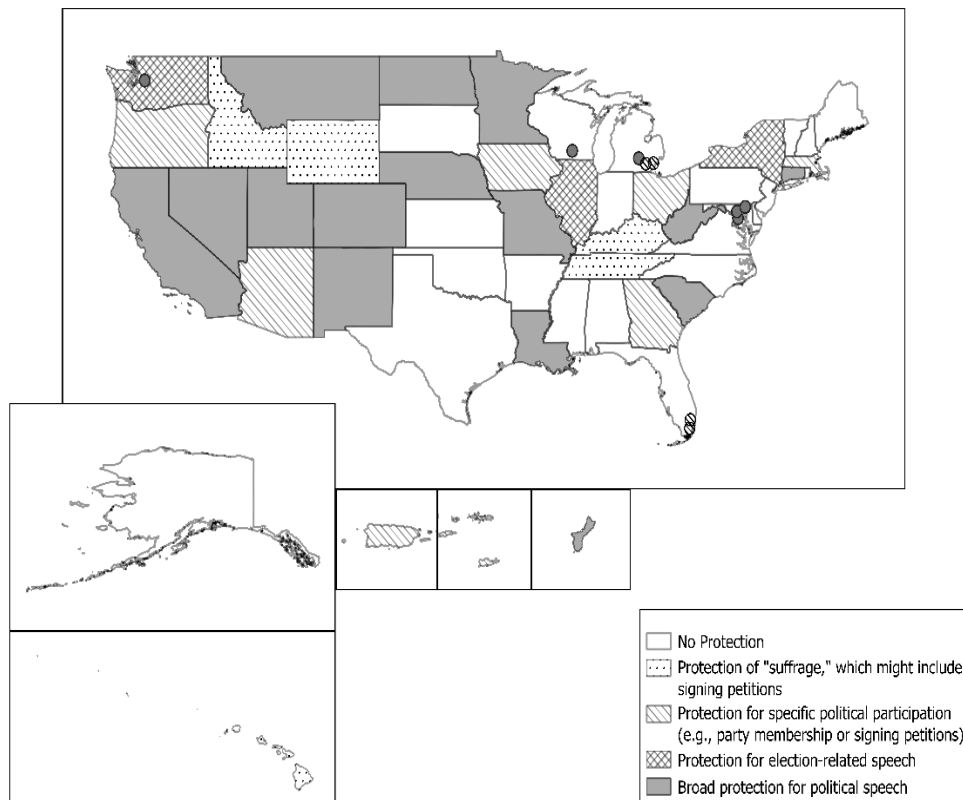 No Protection
Protection of "suffrage," which might include
signing petitions
Protection for specific political participation
(e.g., party membership or signing petitions)
Protection for election-related speech
Broad protection for political speech